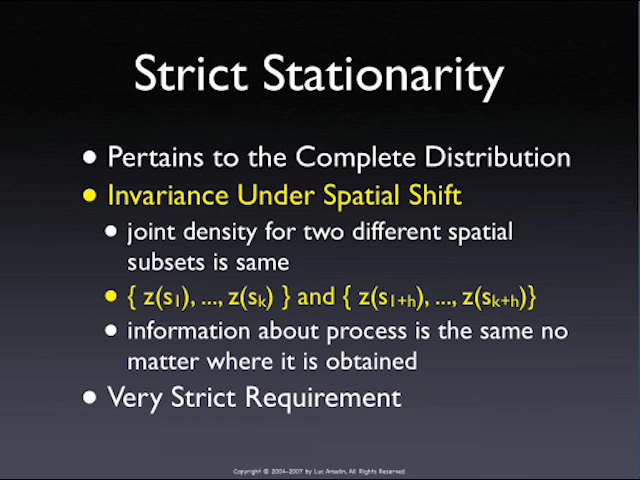 Strict Stationarity
• Pertains to the Complete Distribution
• Invariance Under Spatial Shift
• joint density for two different spatial
subsets is same
• { z(s₁), ..., z(sₖ) } and { z(s₁₊ₕ), ..., z(sₖ₊ₕ)}
• information about process is the same no
matter where it is obtained
• Very Strict Requirement
Copyright © 2004-2007 by Luc Anselin, All Rights Reserved